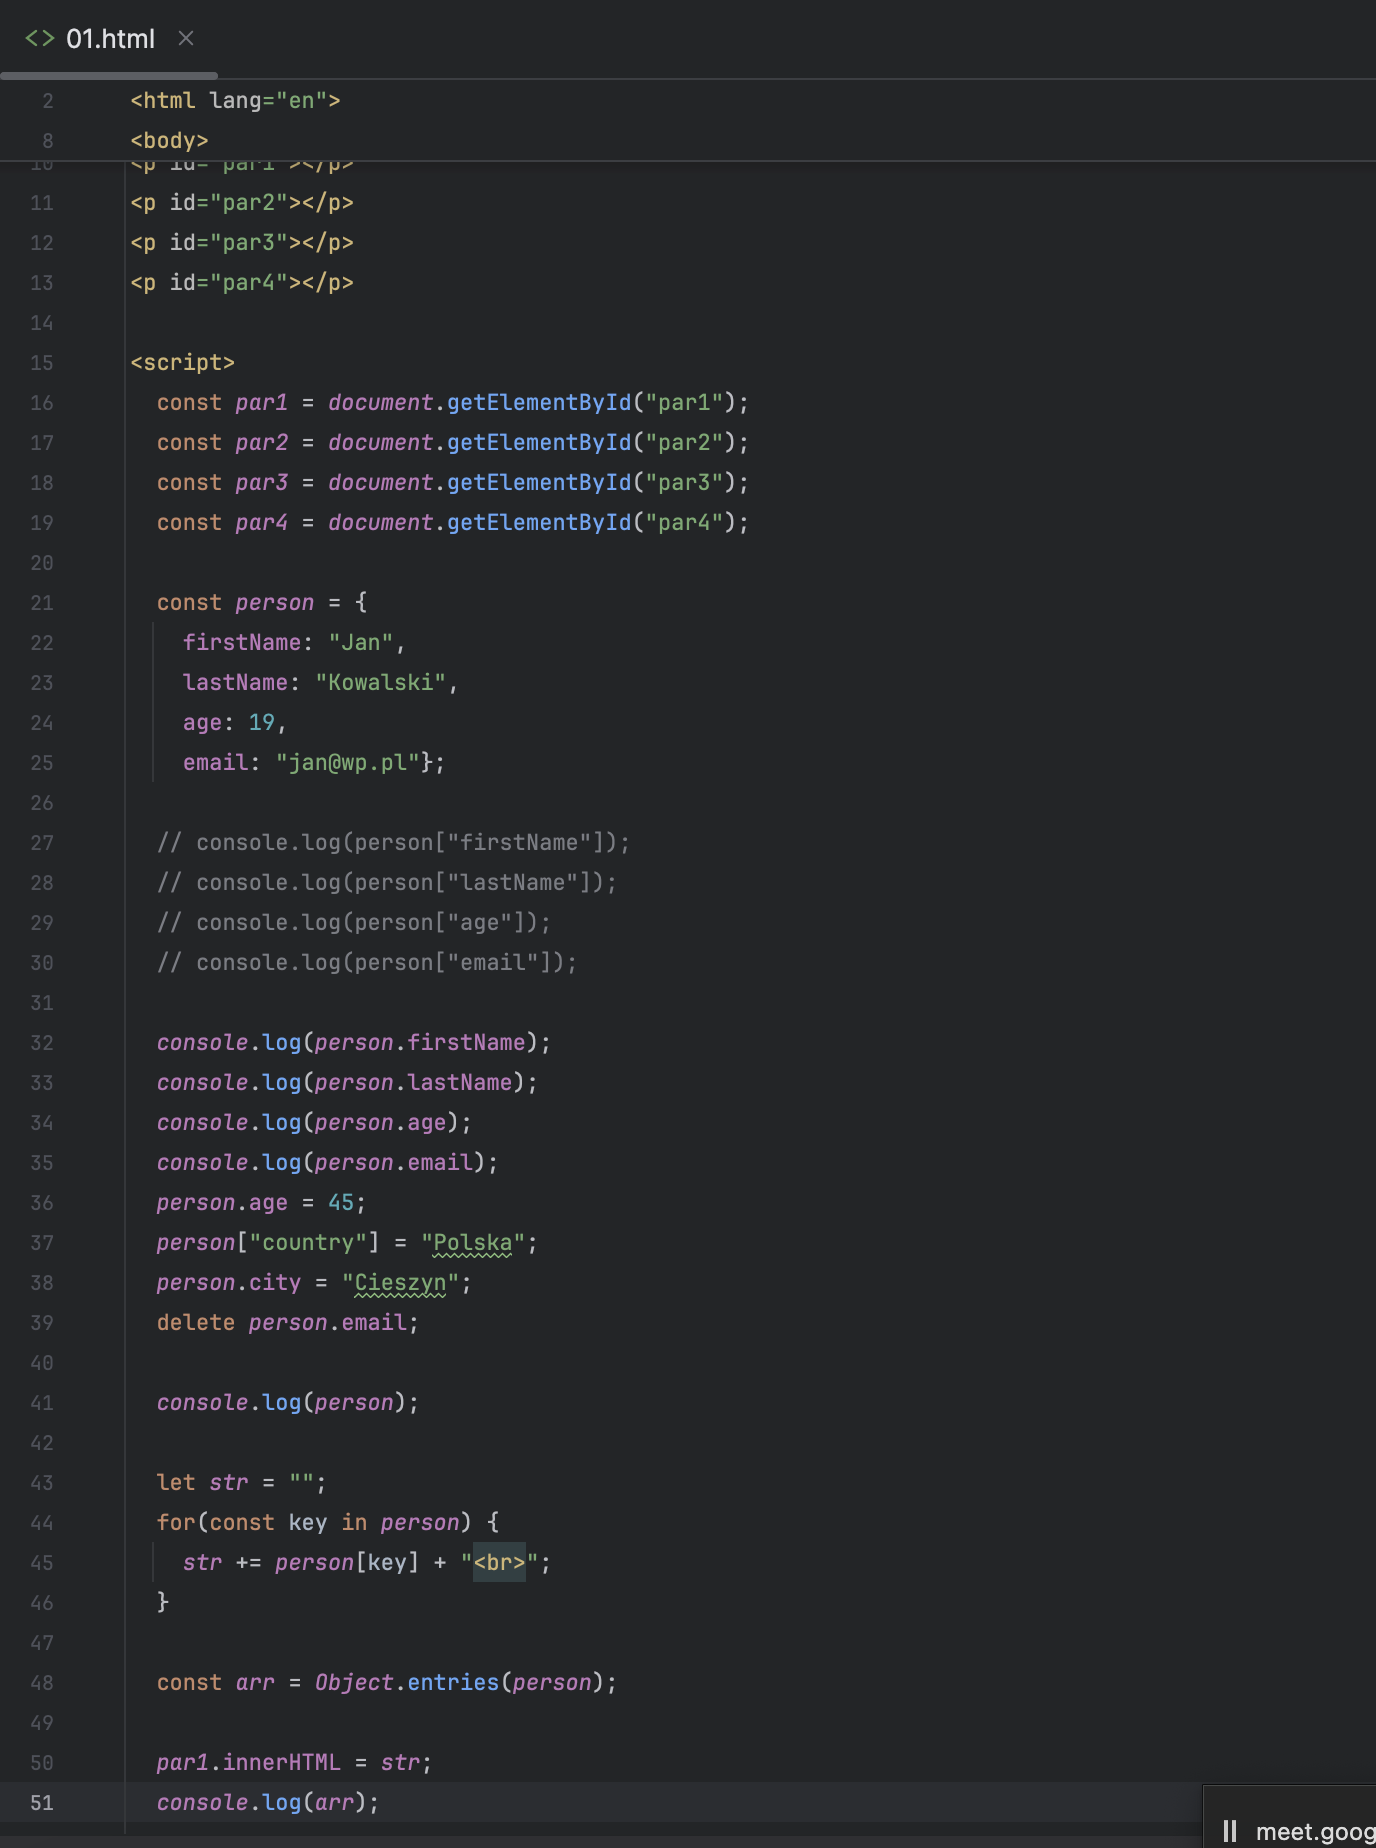 01.html
2 <html lang="en">
8 <body>
10 <p id="par1"></p>
11 <p id="par2"></p>
12 <p id="par3"></p>
13 <p id="par4"></p>
14
15 <script>
16 const par1 = document.getElementById("par1");
17 const par2 = document.getElementById("par2");
18 const par3 = document.getElementById("par3");
19 const par4 = document.getElementById("par4");
20
21 const person = {
22 firstName: "Jan",
23 lastName: "Kowalski",
24 age: 19,
25 email: "jan@wp.pl"};
26
27 // console.log(person["firstName"]);
28 // console.log(person["lastName"]);
29 // console.log(person["age"]);
30 // console.log(person["email"]);
31
32 console.log(person.firstName);
33 console.log(person.lastName);
34 console.log(person.age);
35 console.log(person.email);
36 person.age = 45;
37 person["country"] = "Polska";
38 person.city = "Cieszyn";
39 delete person.email;
40
41 console.log(person);
42
43 let str = "";
44 for(const key in person) {
45 str += person[key] + "<br>";
46 }
47
48 const arr = Object.entries(person);
49
50 par1.innerHTML = str;
51 console.log(arr);
meet.goog